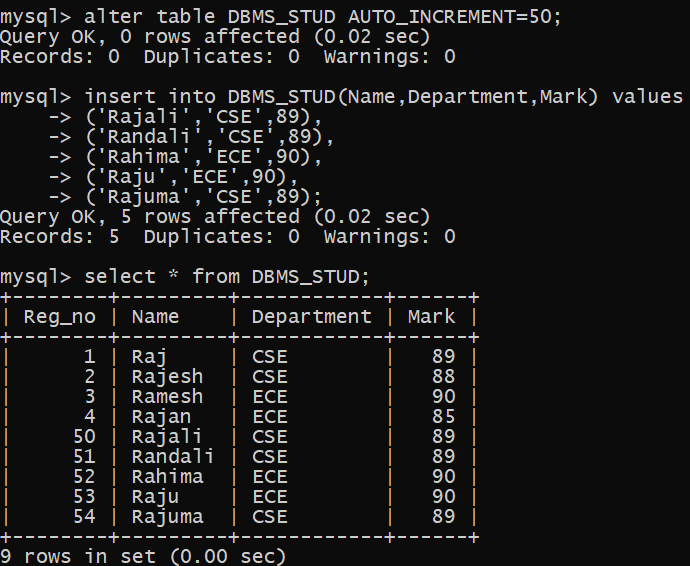 mysql> alter table DBMS_STUD AUTO_INCREMENT=50;
Query OK, 0 rows affected (0.02 sec)
Records: 0  Duplicates: 0  Warnings: 0

mysql> insert into DBMS_STUD(Name,Department,Mark) values
    -> ('Rajali','CSE',89),
    -> ('Randali','CSE',89),
    -> ('Rahima','ECE',90),
    -> ('Raju','ECE',90),
    -> ('Rajuma','CSE',89);
Query OK, 5 rows affected (0.02 sec)
Records: 5  Duplicates: 0  Warnings: 0

mysql> select * from DBMS_STUD;
+--------+---------+------------+------+
| Reg_no | Name    | Department | Mark |
+--------+---------+------------+------+
|      1 | Raj     | CSE        |   89 |
|      2 | Rajesh  | CSE        |   88 |
|      3 | Ramesh  | ECE        |   90 |
|      4 | Rajan   | ECE        |   85 |
|     50 | Rajali  | CSE        |   89 |
|     51 | Randali | CSE        |   89 |
|     52 | Rahima  | ECE        |   90 |
|     53 | Raju    | ECE        |   90 |
|     54 | Rajuma  | CSE        |   89 |
+--------+---------+------------+------+
9 rows in set (0.00 sec)